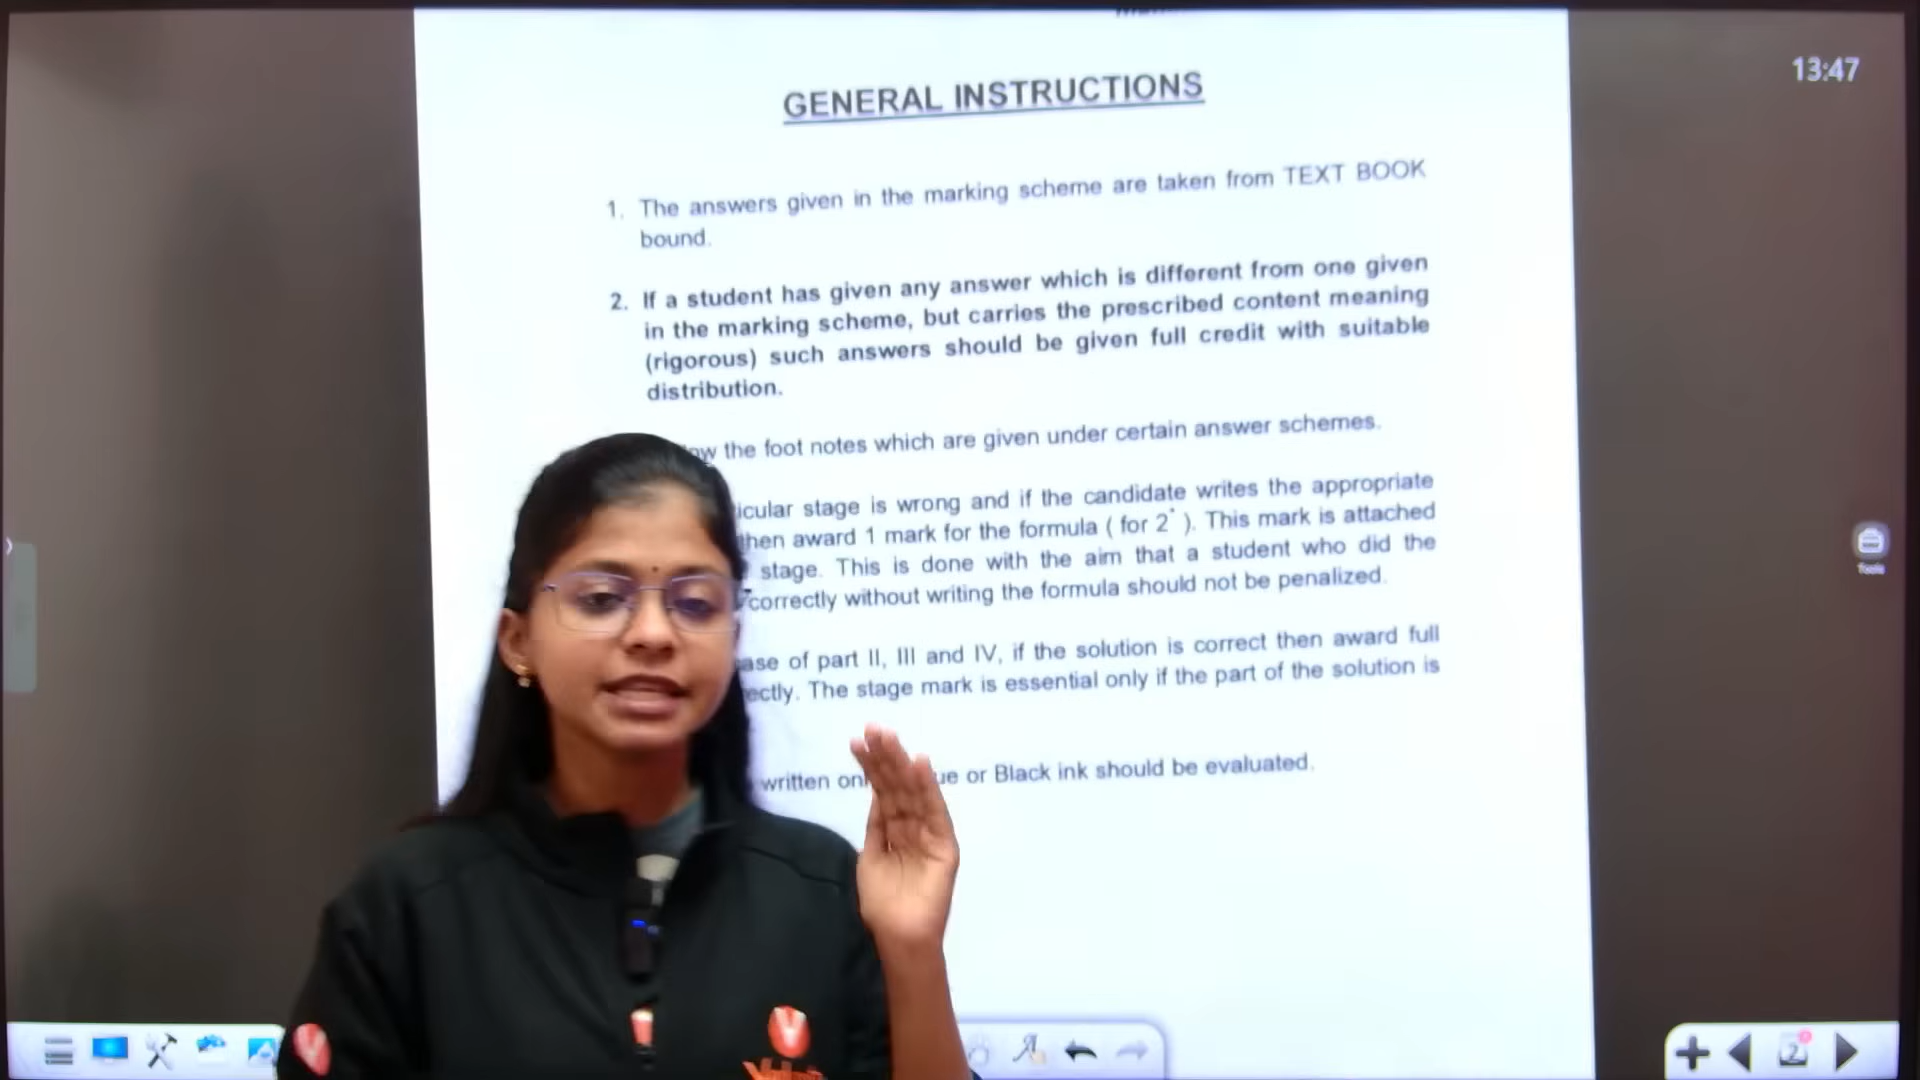 13:47
GENERAL INSTRUCTIONS
1. The answers given in the marking scheme are taken from TEXT BOOK
bound.
2. If a student has given any answer which is different from one given
in the marking scheme, but carries the prescribed content meaning
(rigorous) such answers should be given full credit with suitable
distribution.
the foot notes which are given under certain answer schemes.
stage is wrong and if the candidate writes the appropriate
then award 1 mark for the formula ( for 2* ). This mark is attached
stage. This is done with the aim that a student who did the
correctly without writing the formula should not be penalized.
of part II, III and IV, if the solution is correct then award full
The stage mark is essential only if the part of the solution is
written or Black ink should be evaluated.
Tools
2